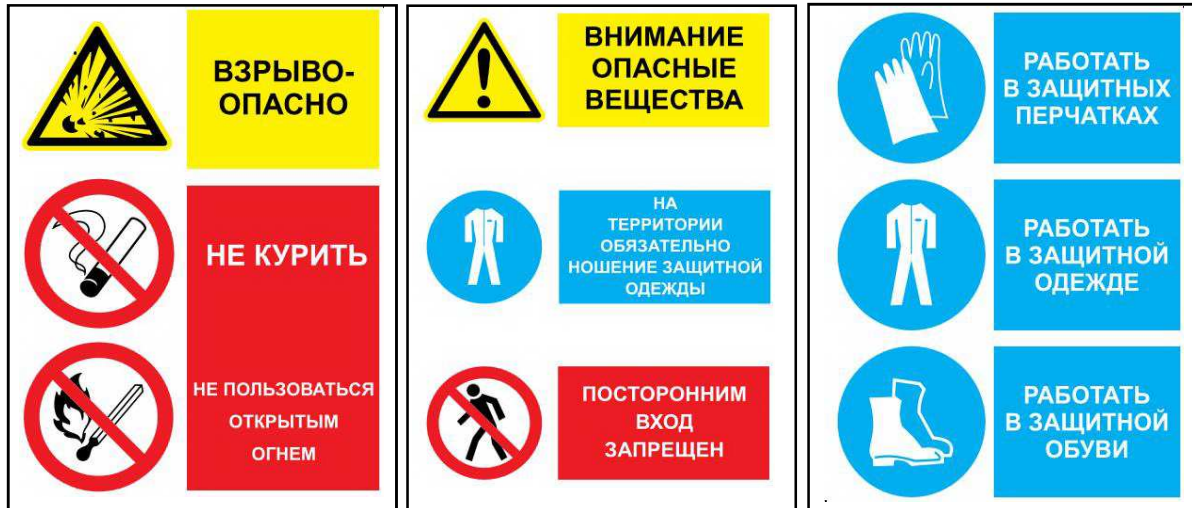 ВЗРЫВО-
ОПАСНО
НЕ КУРИТЬ
НЕ ПОЛЬЗОВАТЬСЯ
ОТКРЫТЫМ
ОГНЕМ
ВНИМАНИЕ
ОПАСНЫЕ
ВЕЩЕСТВА
НА
ТЕРРИТОРИИ
ОБЯЗАТЕЛЬНО
НОШЕНИЕ ЗАЩИТНОЙ
ОДЕЖДЫ
ПОСТОРОННИМ
ВХОД
ЗАПРЕЩЕН
РАБОТАТЬ
В ЗАЩИТНЫХ
ПЕРЧАТКАХ
РАБОТАТЬ
В ЗАЩИТНОЙ
ОДЕЖДЕ
РАБОТАТЬ
В ЗАЩИТНОЙ
ОБУВИ